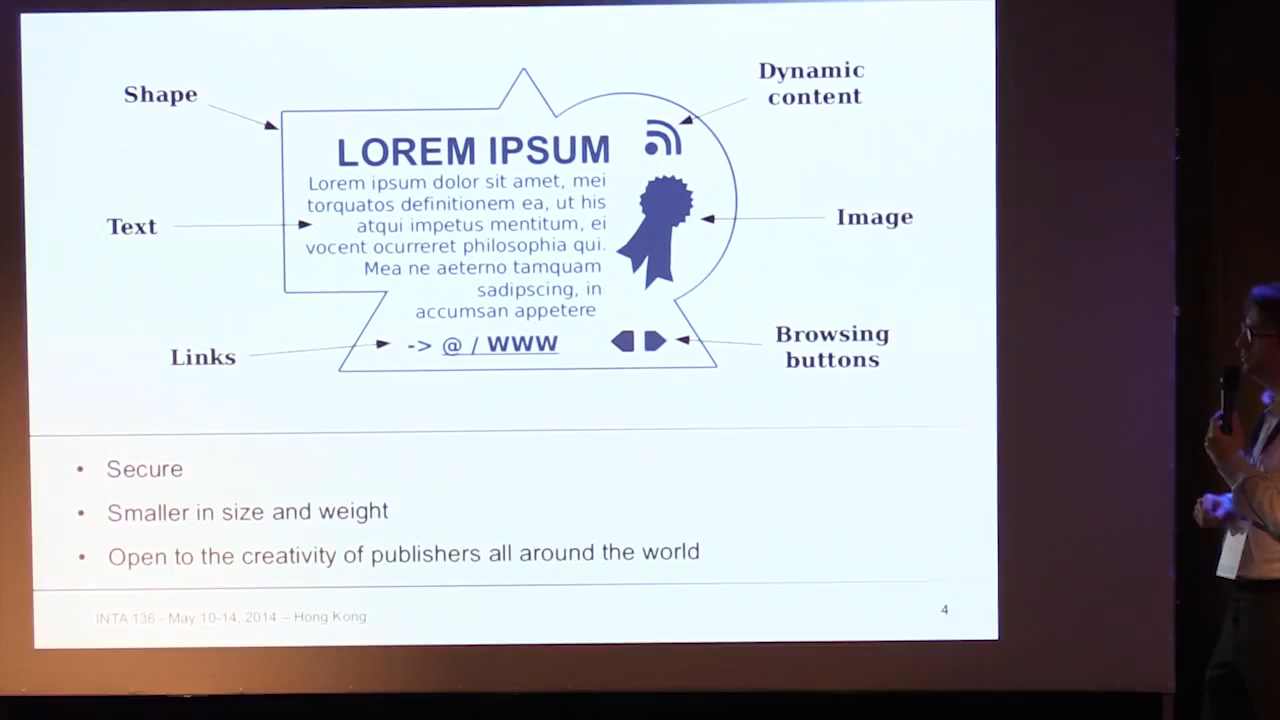 Shape
Dynamic
content
LOREM IPSUM
Lorem ipsum dolor sit amet, mei
torquatos definitionem ea, ut his
atqui impetus mentitum, ei
vocent ocurreret philosophia qui.
Mea ne aeterno tamquam
sadipscing, in
accumsan appetere
Text
Image
Links
-> @ / WWW
Browsing
buttons
• Secure
• Smaller in size and weight
• Open to the creativity of publishers all around the world
INTA 136 - May 10-14, 2014 – Hong Kong
4